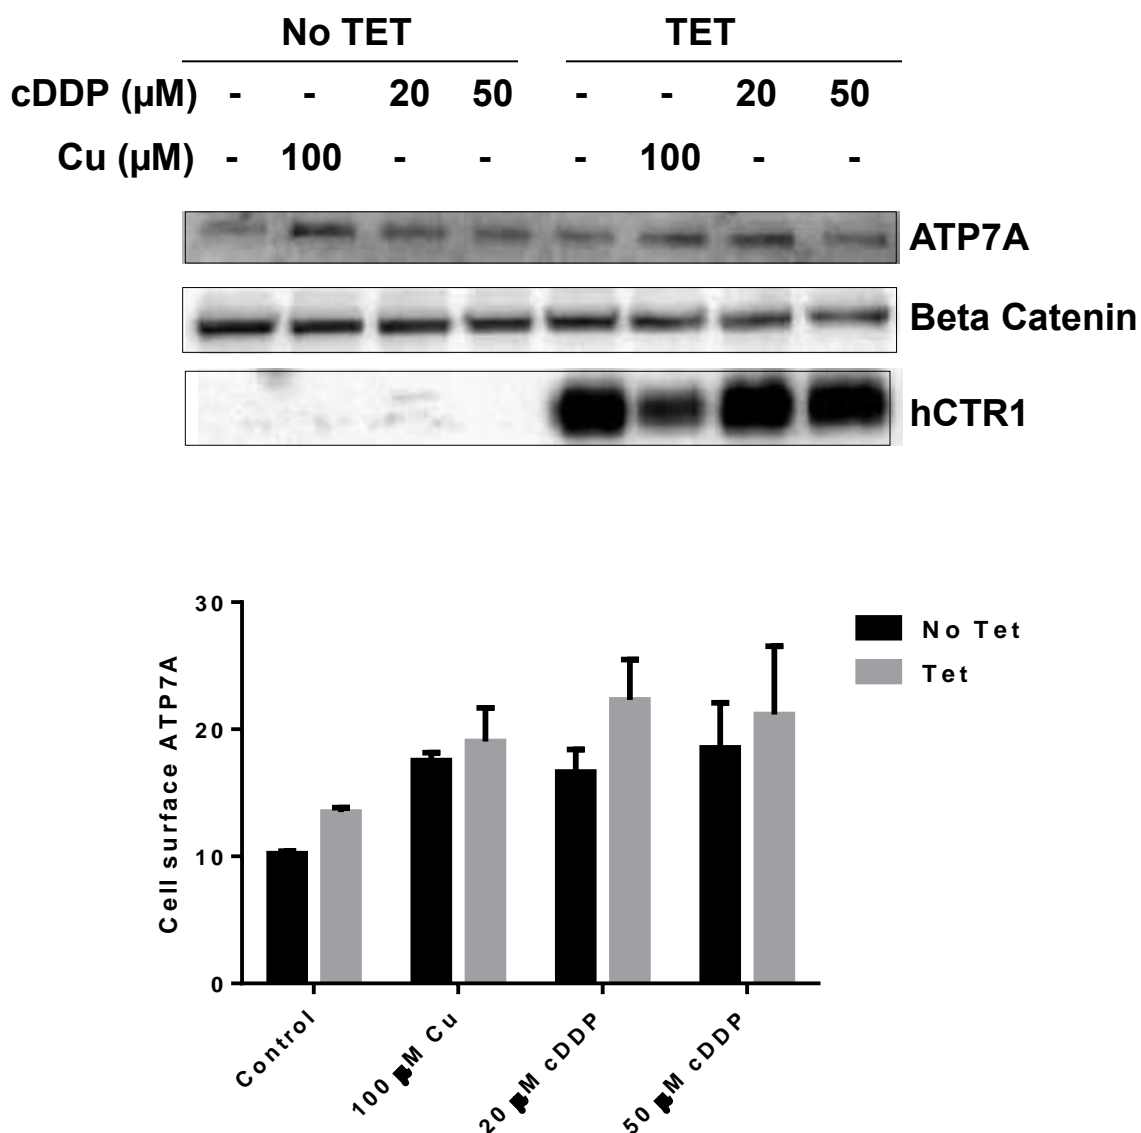 No TET TET
cDDP (µM) - - 20 50 - - 20 50
Cu (µM) - 100 - - - 100 - -
ATP7A
Beta Catenin
hCTR1
30
20
10
0
Cell surface ATP7A
No Tet
Tet
Control
100 µM Cu
20 µM cDDP
50 µM cDDP